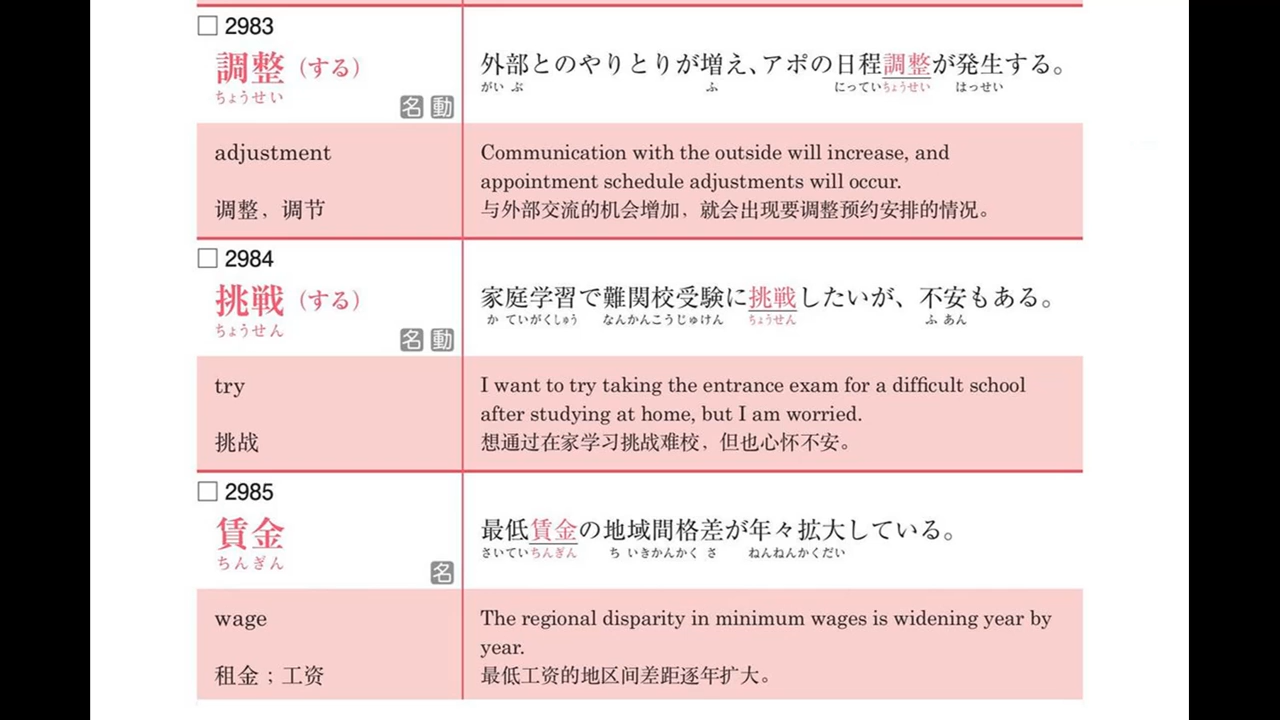 2983
調整（する）
ちょうせい
名 動
外部とのやりとりが増え、アポの日程調整が発生する。
がいぶ ふ にっていちょうせい はっせい
adjustment
调整，调节
Communication with the outside will increase, and
appointment schedule adjustments will occur.
与外部交流的机会增加，就会出现要调整预约安排的情况。
2984
挑戦（する）
ちょうせん
名 動
家庭学習で難関校受験に挑戦したいが、不安もある。
かていがくしゅう なんかんこうじゅけん ちょうせん ふあん
try
挑战
I want to try taking the entrance exam for a difficult school
after studying at home, but I am worried.
想通过在家学习挑战难校，但也心怀不安。
2985
賃金
ちんぎん
名
最低賃金の地域間格差が年々拡大している。
さいていちんぎん ちいきかんかくさ ねんねんかくだい
wage
租金；工资
The regional disparity in minimum wages is widening year by
year.
最低工资的地区间差距逐年扩大。